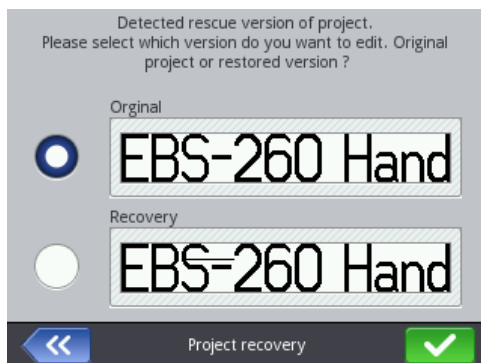 Detected rescue version of project.
Please select which version do you want to edit. Original
project or restored version ?
Orginal
EBS-260 Hand
Recovery
EBS-260 Hand
Project recovery